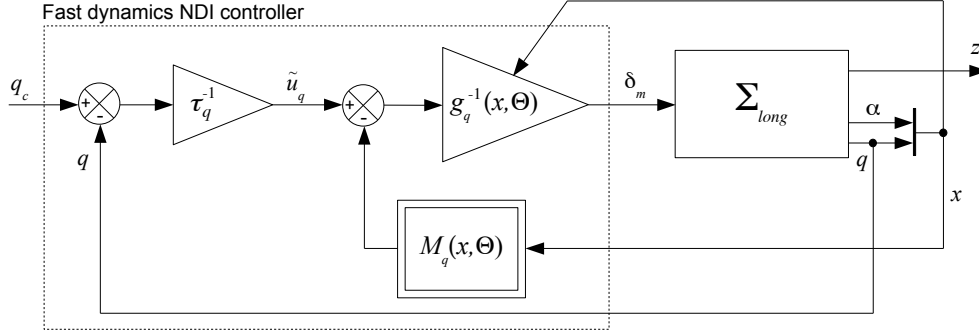 Fast dynamics NDI controller
z
q_c
+
-
τ_q^-1
ũ_q
+
-
g_q^-1(x,Θ)
δ_m
Σ_long
α
q
q
x
M_q(x,Θ)